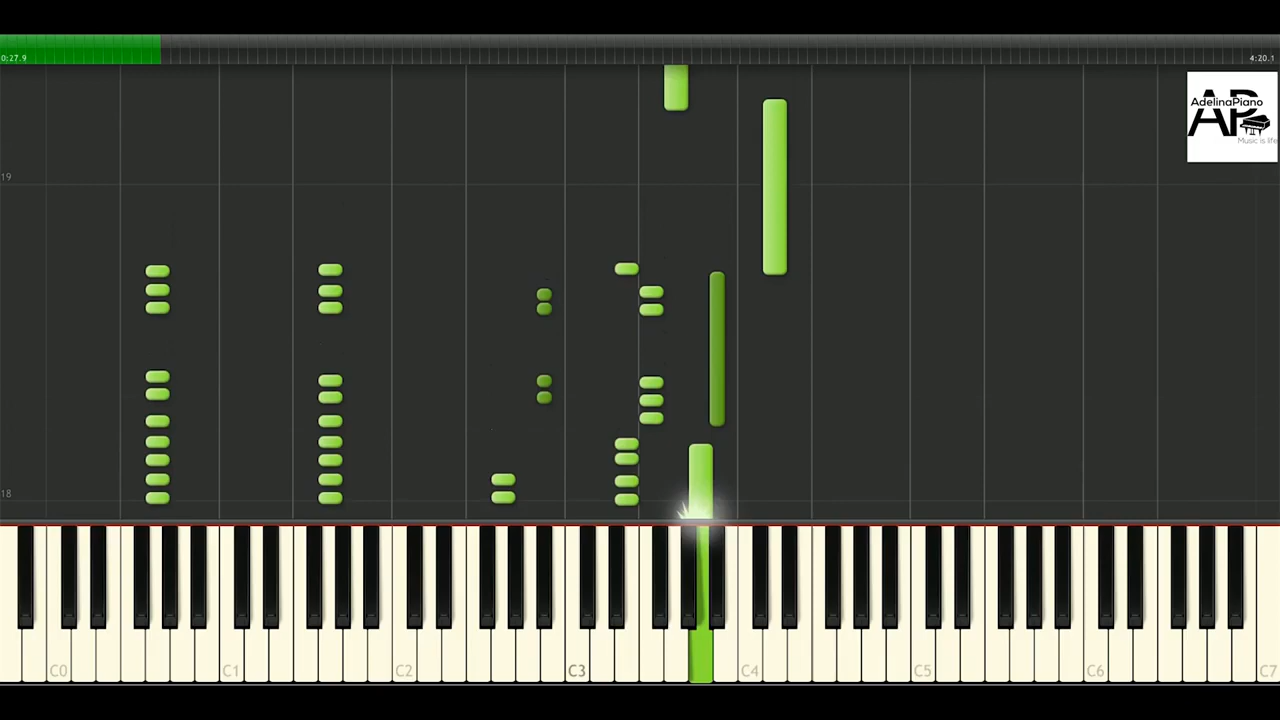 0:27.9
4:20.1
AP
AdelinaPiano
Music is life
19
18
C0
C1
C2
C3
C4
C5
C6
C7